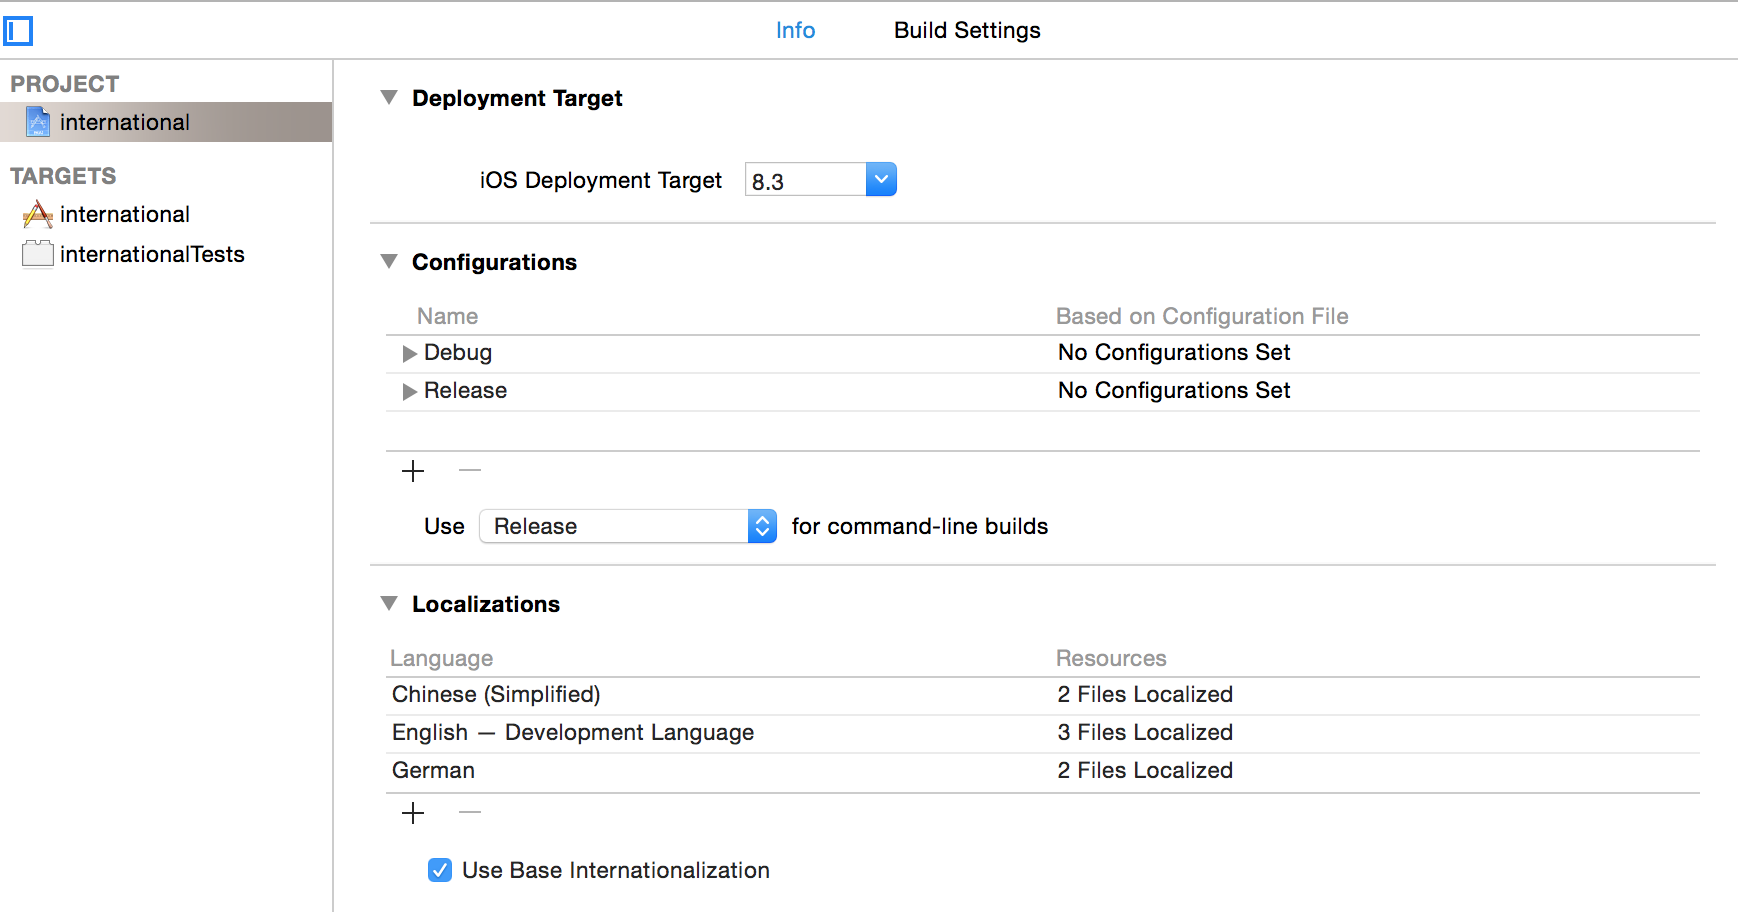 Info Build Settings
PROJECT
international
TARGETS
international
internationalTests
Deployment Target
iOS Deployment Target 8.3
Configurations
Name Based on Configuration File
Debug No Configurations Set
Release No Configurations Set
Use Release for command-line builds
Localizations
Language Resources
Chinese (Simplified) 2 Files Localized
English — Development Language 3 Files Localized
German 2 Files Localized
Use Base Internationalization